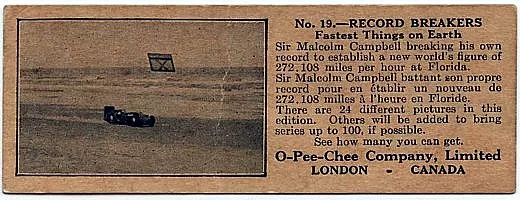 No. 19.—RECORD BREAKERS
Fastest Things on Earth
Sir Malcolm Campbell breaking his own
record to establish a new world's figure of
272.108 miles per hour at Florida.
Sir Malcolm Campbell battant son propre
record pour en établir un nouveau de
272.108 milles à l'heure en Floride.
There are 24 different pictures in this
edition. Others will be added to bring
series up to 100, if possible.
See how many you can get.
O-Pee-Chee Company, Limited
LONDON - CANADA